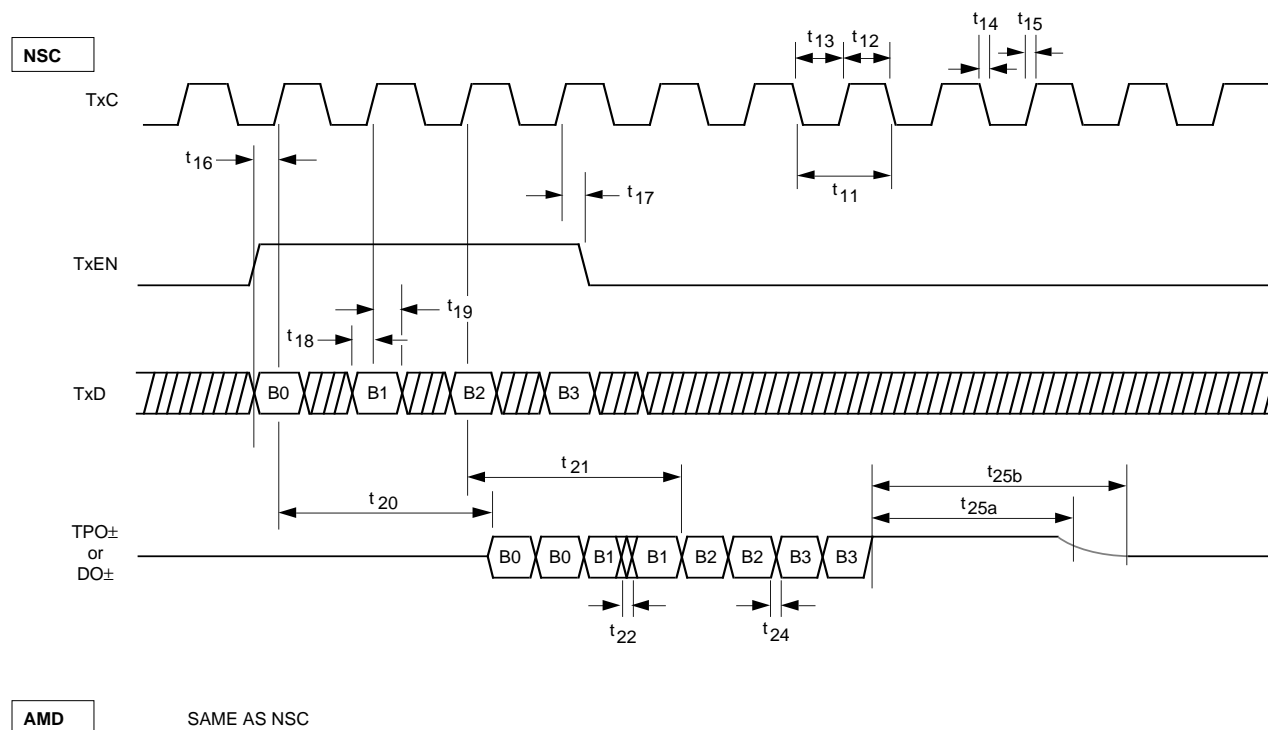 NSC
t13
t12
t14
t15
TxC
t16
t17
t11
TxEN
t19
t18
TxD
B0
B1
B2
B3
t21
t20
t25b
t25a
TPO±
or
DO±
B0 B0 B1 B1 B2 B2 B3 B3
t22
t24
AMD
SAME AS NSC